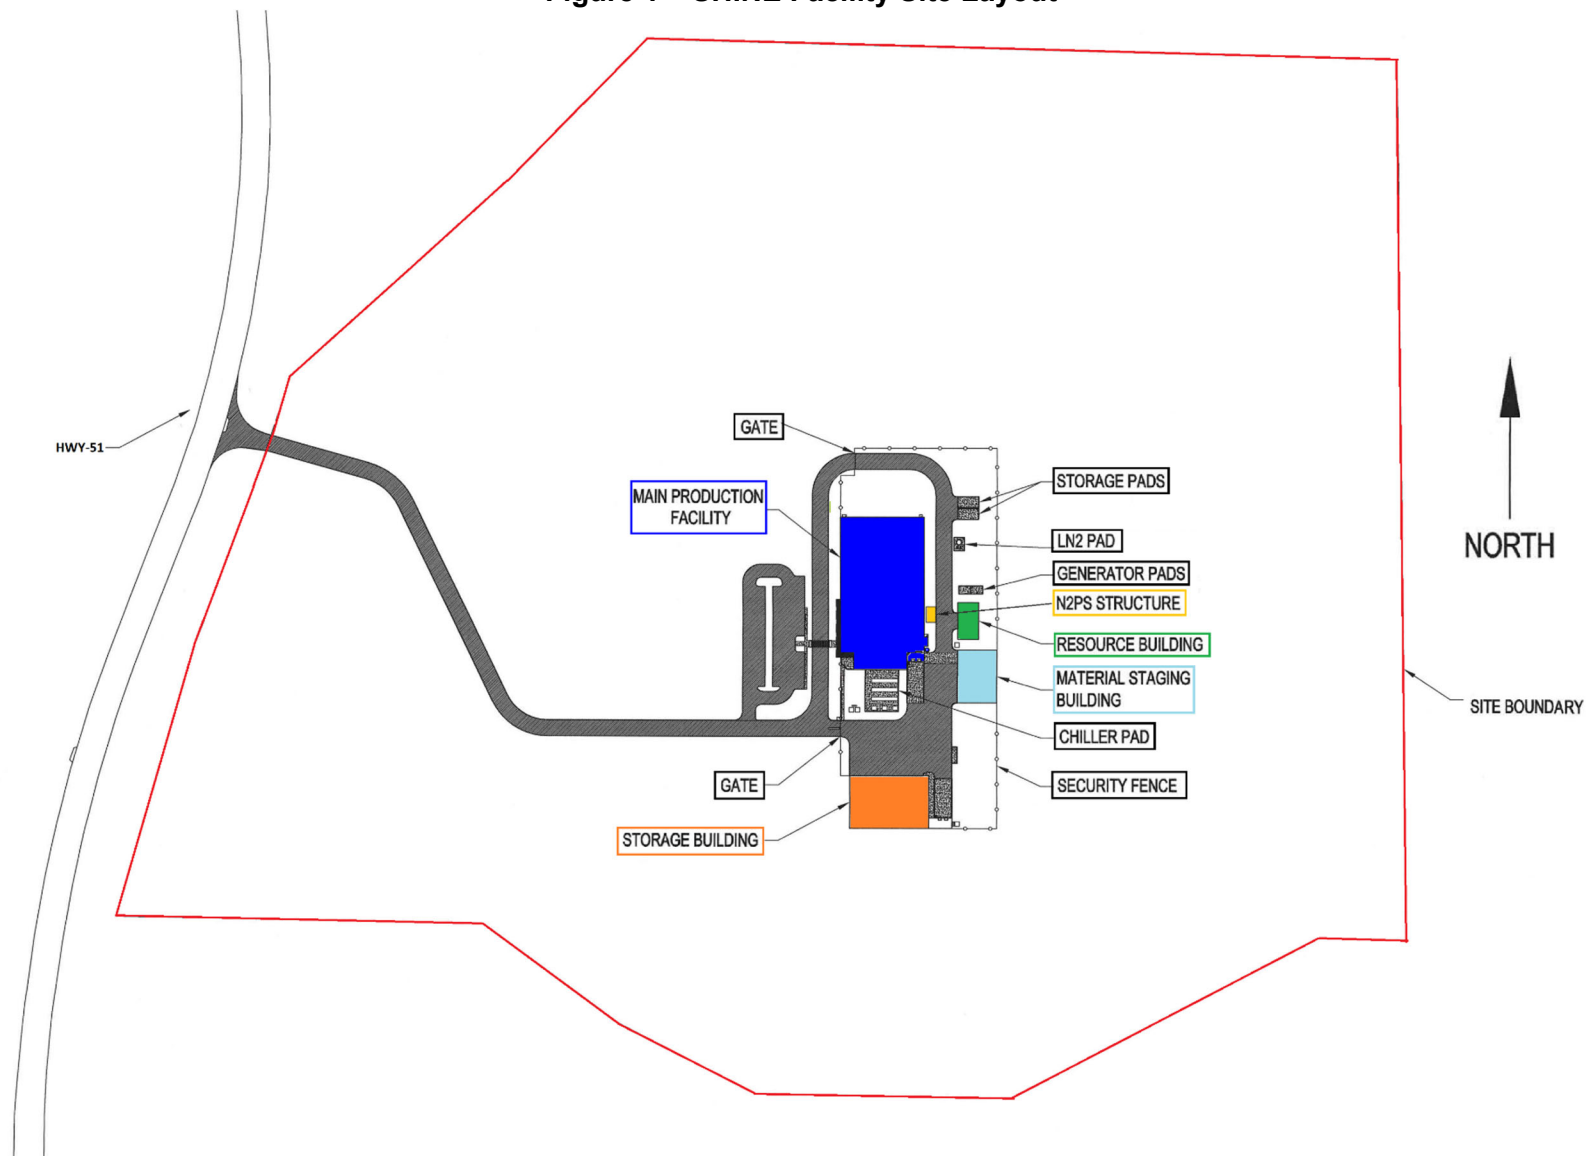 HWY-51
GATE
MAIN PRODUCTION
FACILITY
STORAGE PADS
LN2 PAD
GENERATOR PADS
N2PS STRUCTURE
RESOURCE BUILDING
MATERIAL STAGING
BUILDING
CHILLER PAD
GATE
SECURITY FENCE
STORAGE BUILDING
NORTH
SITE BOUNDARY